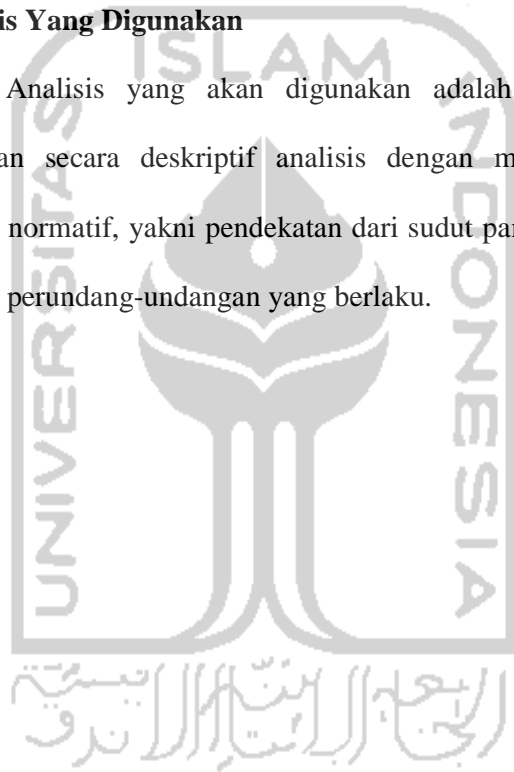 is Yang Digunakan
Analisis yang akan digunakan adalah
an secara deskriptif analisis dengan m
normatif, yakni pendekatan dari sudut par
perundang-undangan yang berlaku.
ISLAM
UNIVERSITAS
INDONESIA